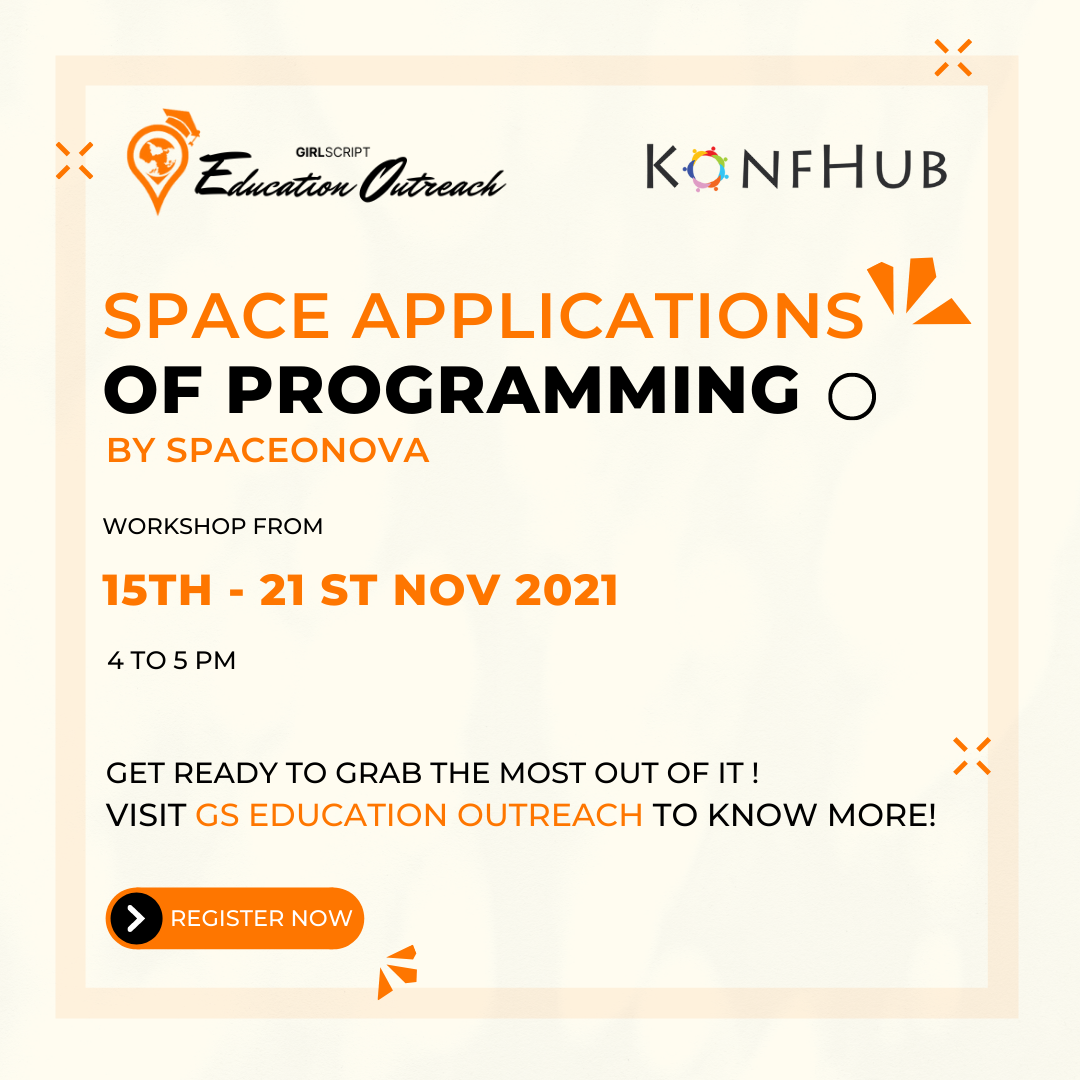 GIRLSCRIPT
Education Outreach
KONFHUB
SPACE APPLICATIONS
OF PROGRAMMING
BY SPACEONOVA
WORKSHOP FROM
15TH - 21 ST NOV 2021
4 TO 5 PM
GET READY TO GRAB THE MOST OUT OF IT !
VISIT GS EDUCATION OUTREACH TO KNOW MORE!
REGISTER NOW